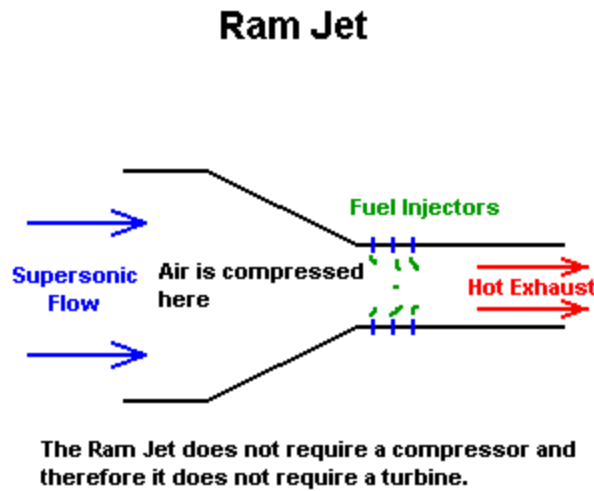 Ram Jet
Fuel Injectors
Supersonic
Flow
Air is compressed
here
Hot Exhaust
The Ram Jet does not require a compressor and
therefore it does not require a turbine.